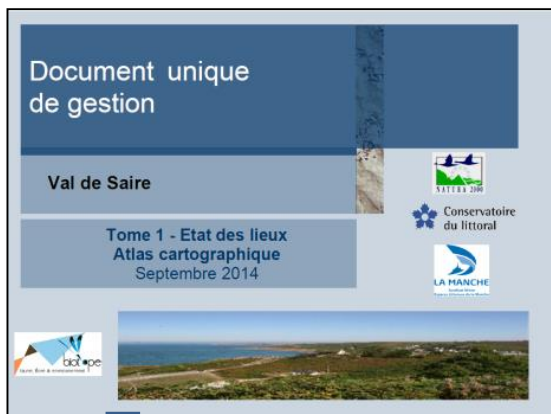 Document unique
de gestion
Val de Saire
Tome 1 - Etat des lieux
Atlas cartographique
Septembre 2014
NATURA 2000
Conservatoire
du littoral
LA MANCHE
biotope